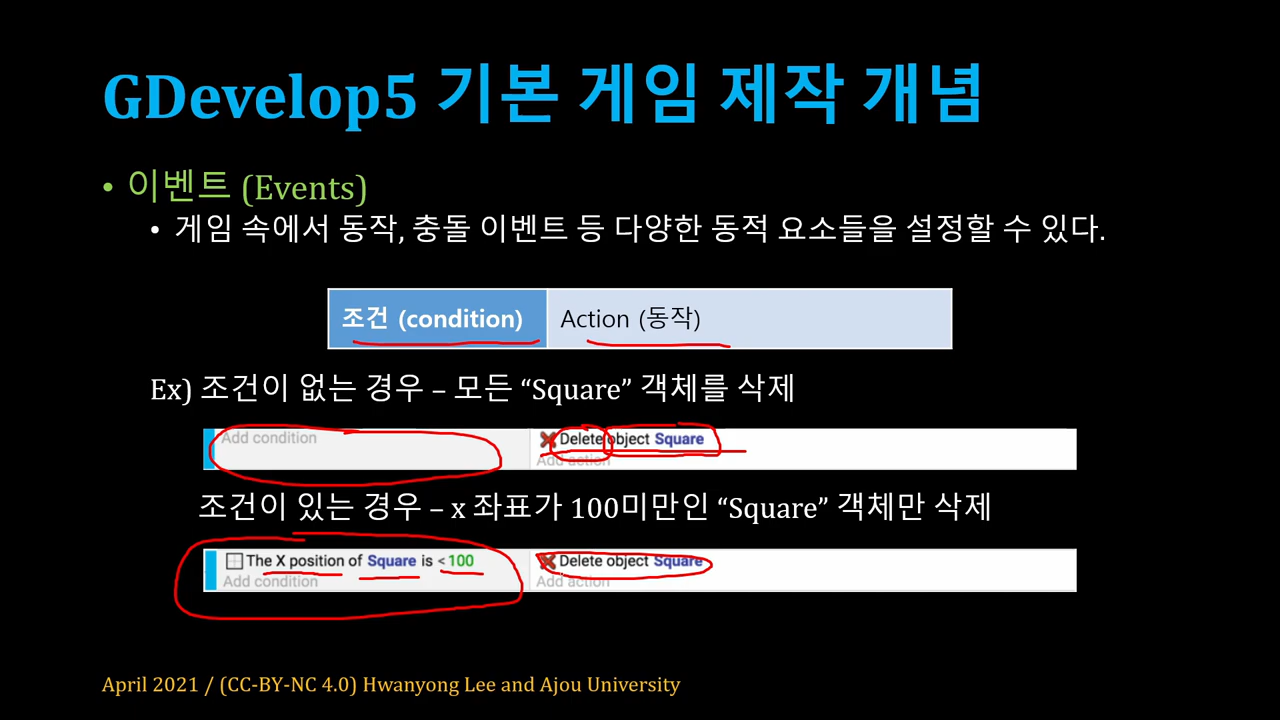 GDevelop5 기본 게임 제작 개념
• 이벤트 (Events)
• 게임 속에서 동작, 충돌 이벤트 등 다양한 동적 요소들을 설정할 수 있다.
조건 (condition) Action (동작)
Ex) 조건이 없는 경우 – 모든 “Square” 객체를 삭제
Add condition Delete object Square
Add action
조건이 있는 경우 – x 좌표가 100미만인 “Square” 객체만 삭제
The X position of Square is < 100 Delete object Square
Add condition Add action
April 2021 / (CC-BY-NC 4.0) Hwanyong Lee and Ajou University